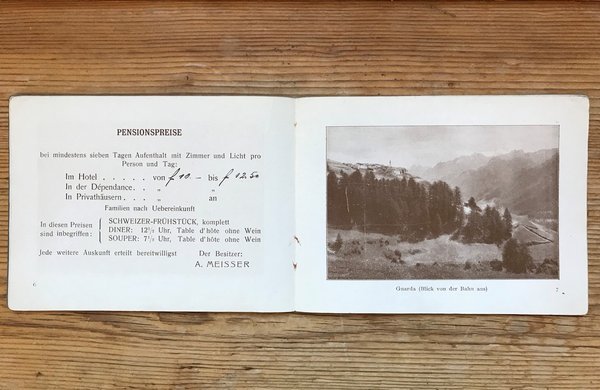 PENSIONSPREISE
bei mindestens sieben Tagen Aufenthalt mit Zimmer und Licht pro
Person und Tag:
Im Hotel . . . . . von f 10.– bis f 12.50
In der Dépendance. . „ „
In Privathäusern. . „ an
Familien nach Uebereinkunft
In diesen Preisen
sind inbegriffen:
SCHWEIZER-FRÜHSTÜCK, komplett
DINER: 12½ Uhr, Table d'hôte ohne Wein
SOUPER: 7½ Uhr, Table d'hôte ohne Wein
Jede weitere Auskunft erteilt bereitwilligst Der Besitzer:
A. MEISSER
6
Guarda (Blick von der Bahn aus)
7